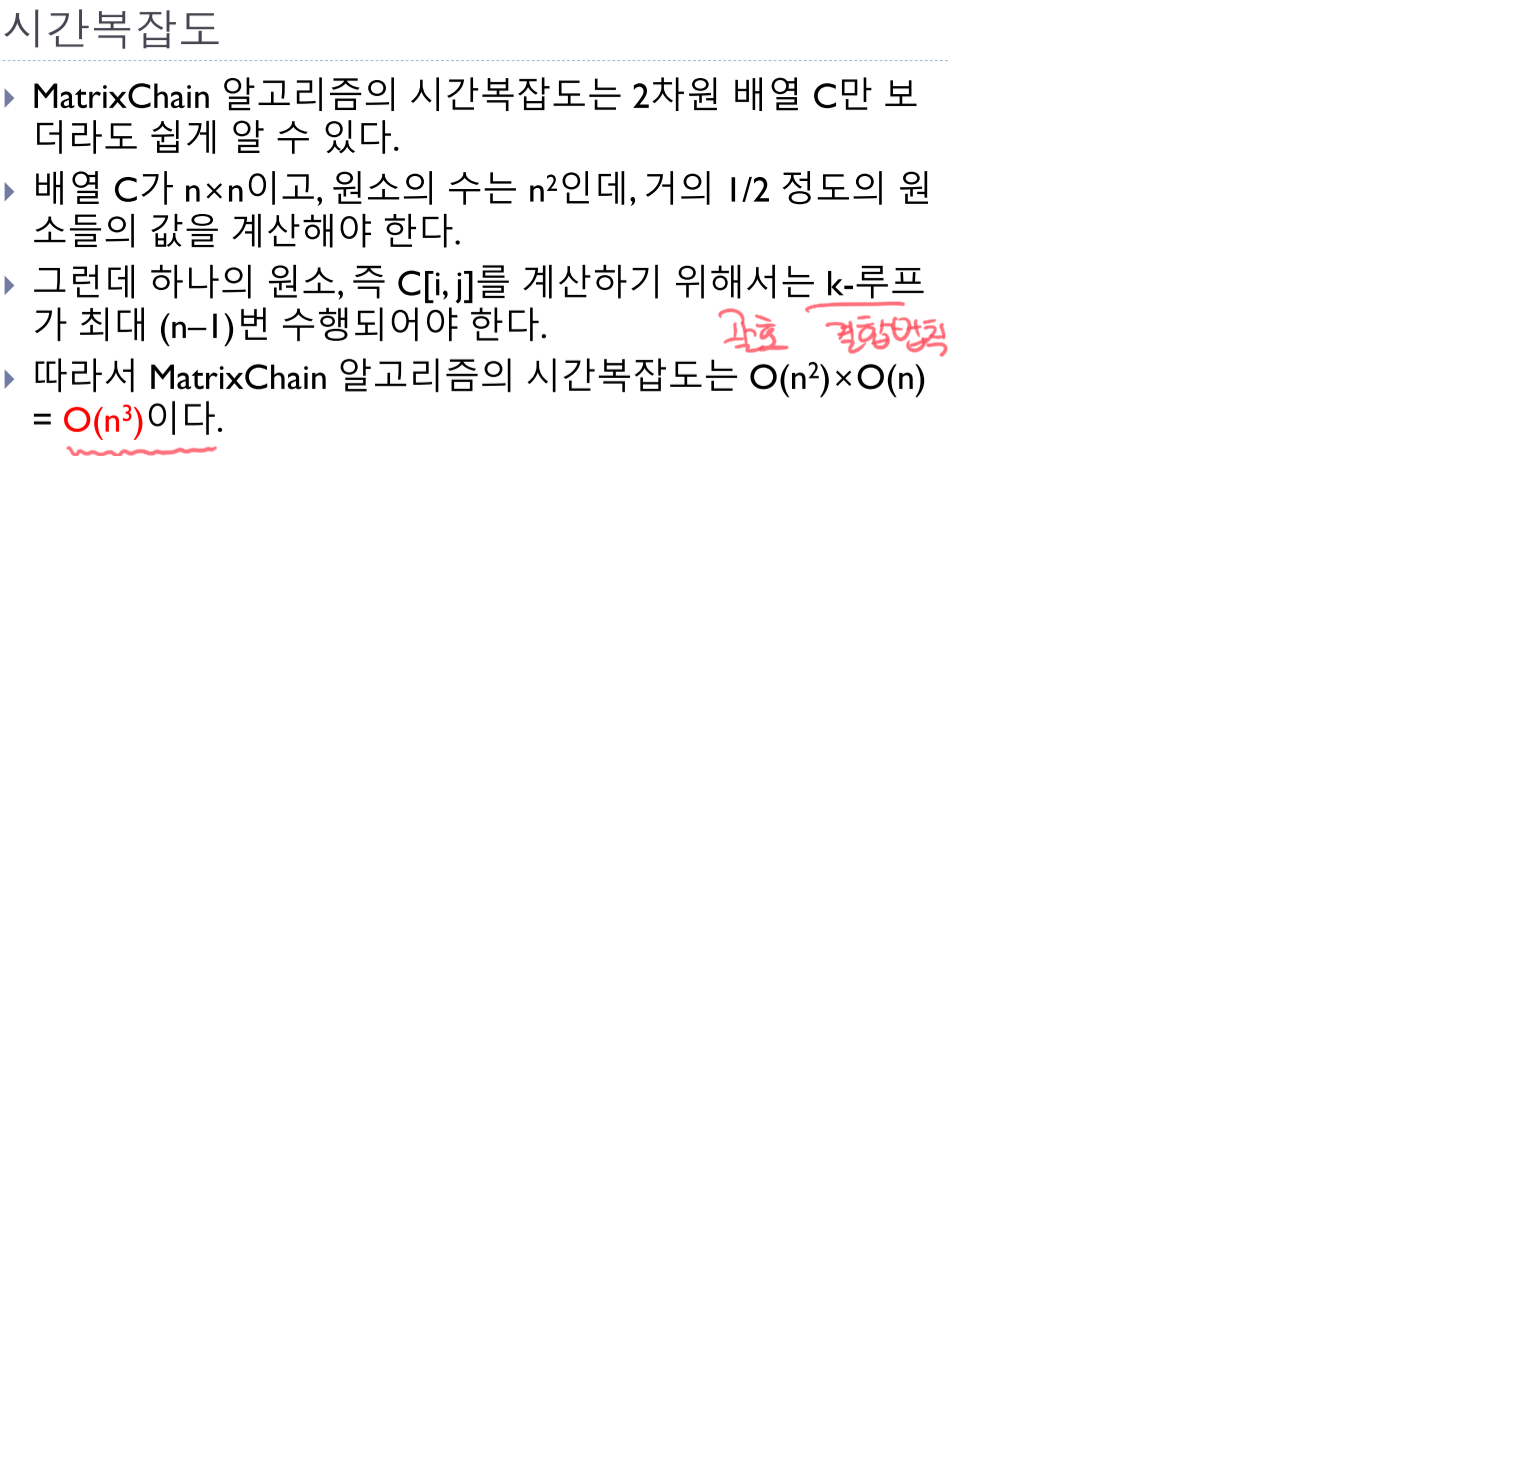 시간복잡도
MatrixChain 알고리즘의 시간복잡도는 2차원 배열 C만 보
더라도 쉽게 알 수 있다.
배열 C가 n×n이고, 원소의 수는 n²인데, 거의 1/2 정도의 원
소들의 값을 계산해야 한다.
그런데 하나의 원소, 즉 C[i, j]를 계산하기 위해서는 k-루프
가 최대 (n–1)번 수행되어야 한다.
괄호 결합법칙
따라서 MatrixChain 알고리즘의 시간복잡도는 O(n²)×O(n)
= O(n³)이다.